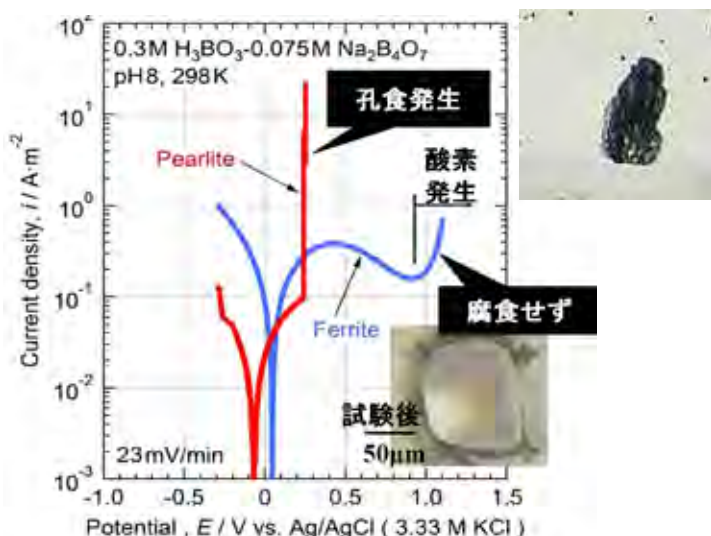 10²
0.3M H₃BO₃-0.075M Na₂B₄O₇
pH8, 298K
孔食発生
10¹
Pearlite
酸素
発生
10⁰
Current density, i / A·m⁻²
10⁻¹
Ferrite
腐食せず
10⁻²
試験後
50μm
23mV/min
10⁻³
-1.0 -0.5 0 0.5 1.0 1.5
Potential , E / V vs. Ag/AgCl ( 3.33 M KCl )